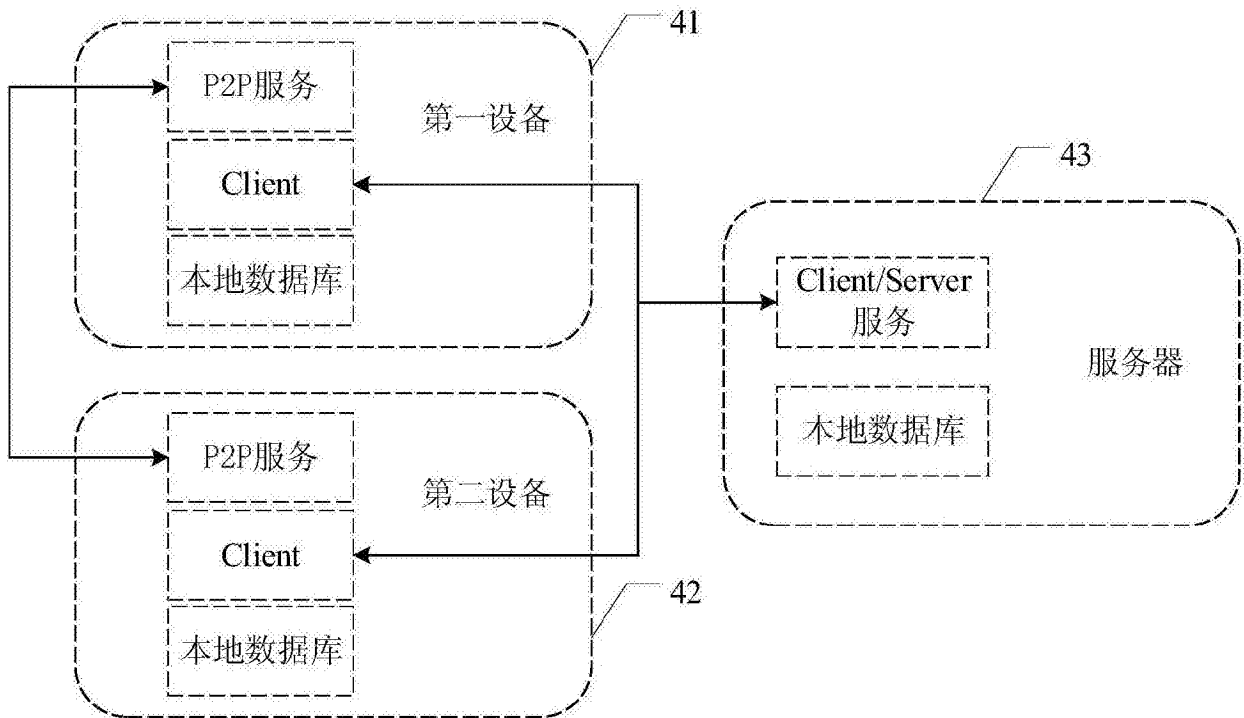 41
P2P服务
第一设备
Client
本地数据库
43
Client/Server
服务
服务器
本地数据库
P2P服务
第二设备
Client
42
本地数据库